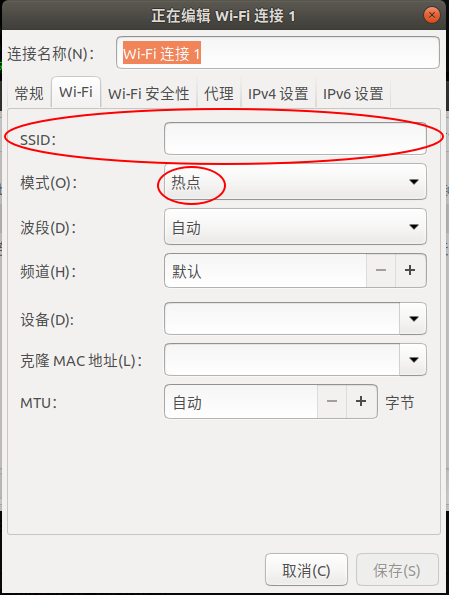 正在编辑 Wi-Fi 连接 1
连接名称(N)： Wi-Fi 连接 1
常规 Wi-Fi Wi-Fi 安全性 代理 IPv4 设置 IPv6 设置
SSID：
模式(O)： 热点
波段(D)： 自动
频道(H)： 默认
设备(D):
克隆 MAC 地址(L)：
MTU： 自动 字节
取消(C) 保存(S)